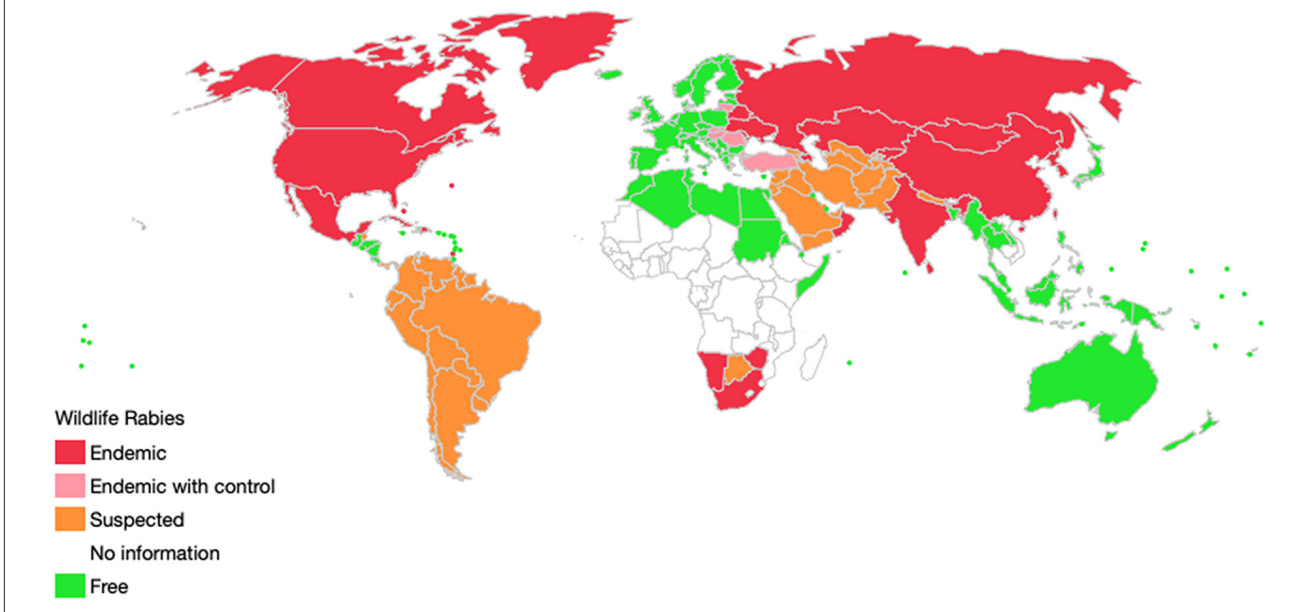 Wildlife Rabies
Endemic
Endemic with control
Suspected
No information
Free